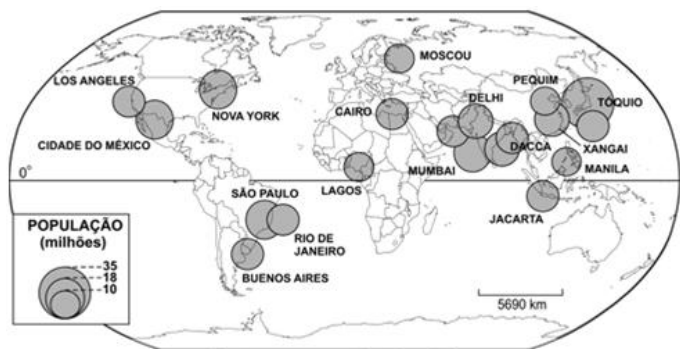 MOSCOU
LOS ANGELES
PEQUIM
DELHI
TÓQUIO
NOVA YORK
CAIRO
CIDADE DO MÉXICO
DACCA
XANGAI
0°
LAGOS
MUMBAI
MANILA
SÃO PAULO
JACARTA
RIO DE
JANEIRO
BUENOS AIRES
POPULAÇÃO
(milhões)
35
18
10
5690 km